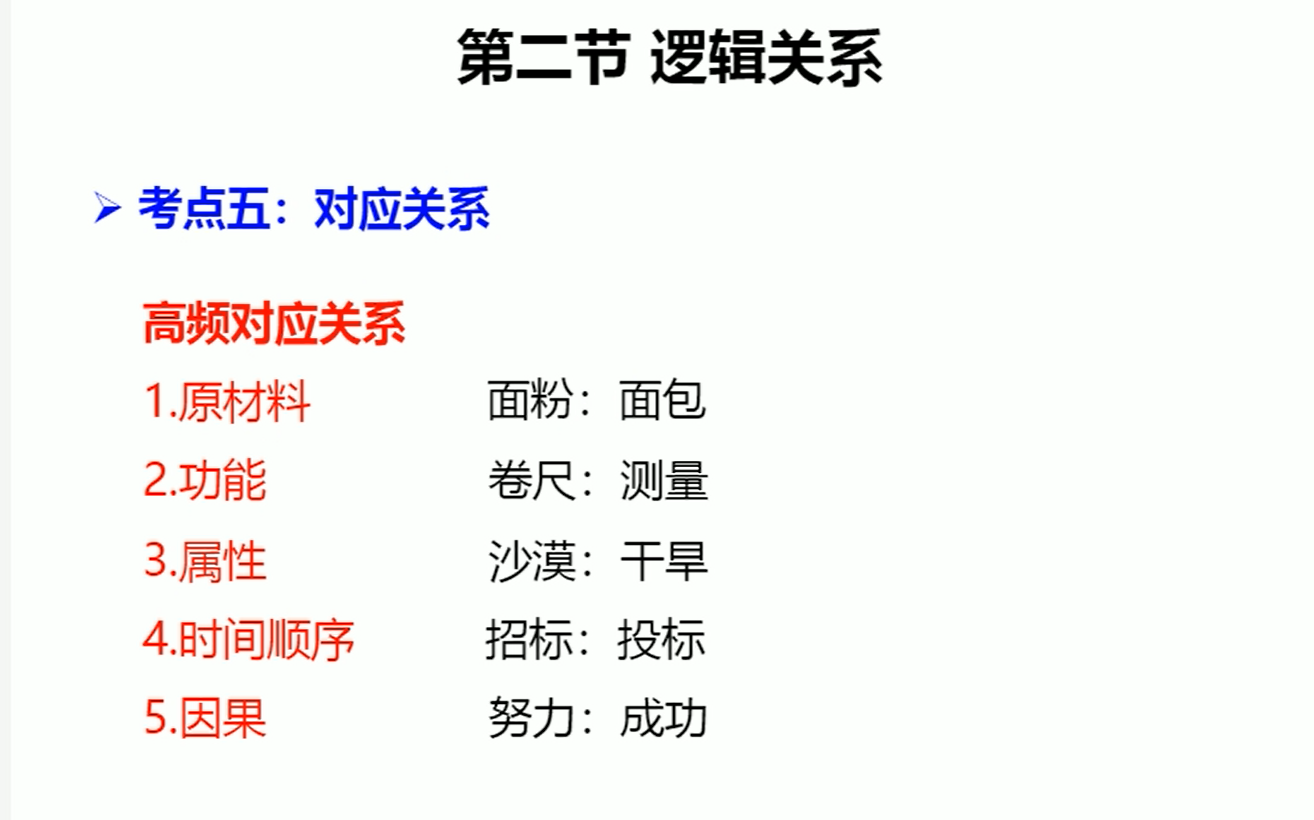 第二节 逻辑关系
➢ 考点五：对应关系
高频对应关系
1.原材料 面粉：面包
2.功能 卷尺：测量
3.属性 沙漠：干旱
4.时间顺序 招标：投标
5.因果 努力：成功